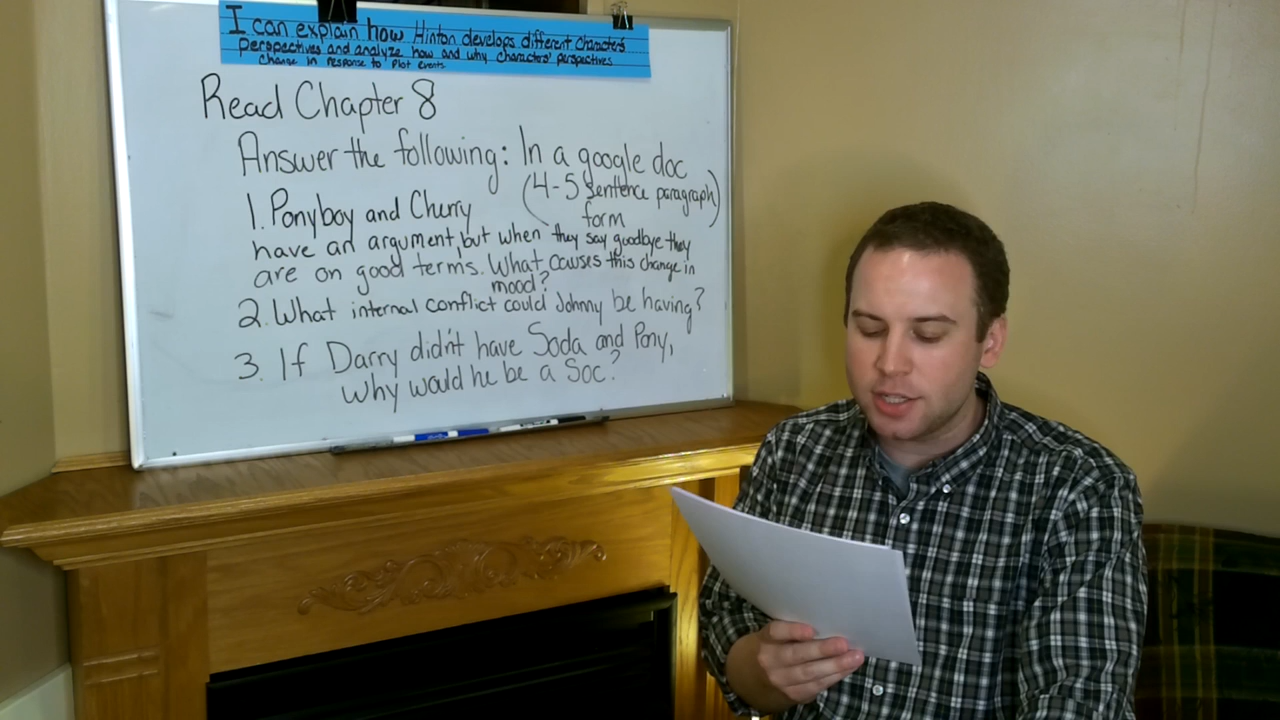 I can explain how Hinton develops different characters
perspectives and analyze how and why characters' perspectives
change in response to plot events
Read Chapter 8
Answer the following: In a google doc
(4-5 sentence paragraph)
form
1. Ponyboy and Cherry
have an argument, but when they say goodbye they
are on good terms. What causes this change in
mood?
2. What internal conflict could Johnny be having?
3. If Darry didn't have Soda and Pony,
why would he be a Soc?